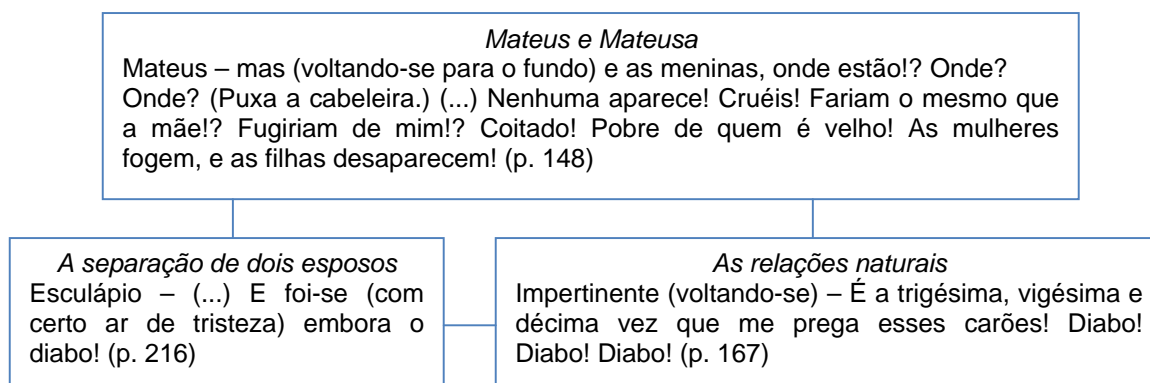 Mateus e Mateusa
Mateus – mas (voltando-se para o fundo) e as meninas, onde estão!? Onde?
Onde? (Puxa a cabeleira.) (...) Nenhuma aparece! Cruéis! Fariam o mesmo que
a mãe!? Fugiriam de mim!? Coitado! Pobre de quem é velho! As mulheres
fogem, e as filhas desaparecem! (p. 148)
A separação de dois esposos
Esculápio – (...) E foi-se (com
certo ar de tristeza) embora o
diabo! (p. 216)
As relações naturais
Impertinente (voltando-se) – É a trigésima, vigésima e
décima vez que me prega esses carões! Diabo!
Diabo! Diabo! (p. 167)